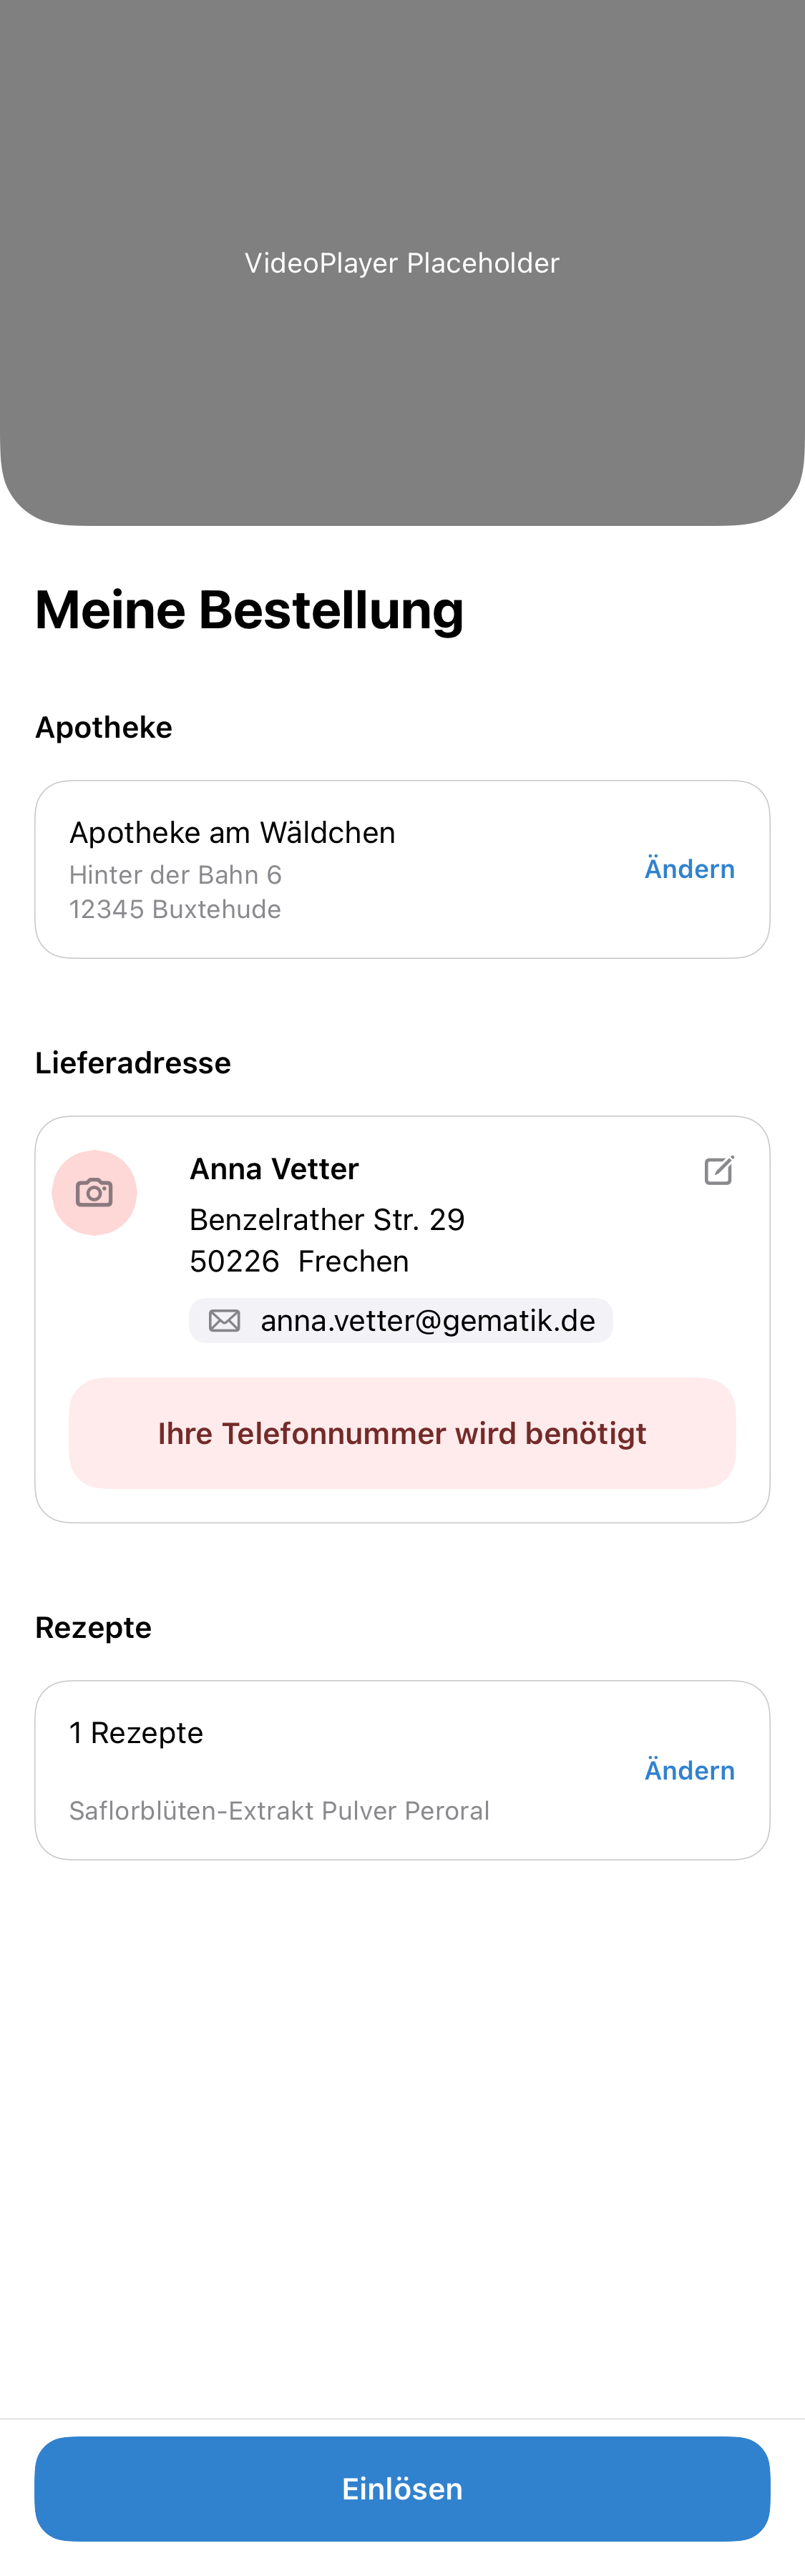 VideoPlayer Placeholder
Meine Bestellung
Apotheke
Apotheke am Wäldchen
Hinter der Bahn 6
12345 Buxtehude
Ändern
Lieferadresse
Anna Vetter
Benzelrather Str. 29
50226 Frechen
anna.vetter@gematik.de
Ihre Telefonnummer wird benötigt
Rezepte
1 Rezepte
Ändern
Saflorblüten-Extrakt Pulver Peroral
Einlösen